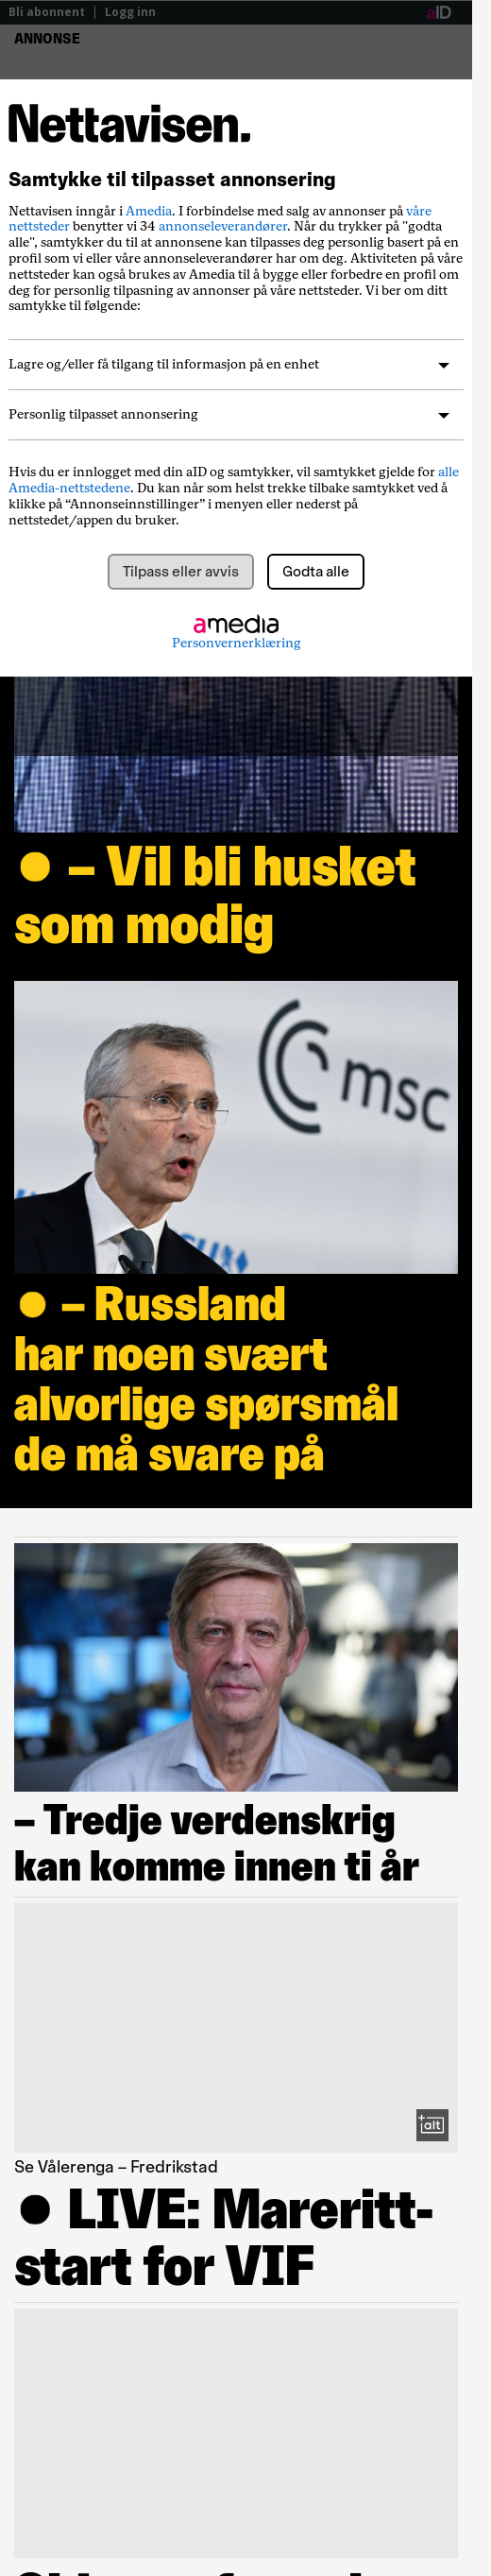 Bli abonnent | Logg inn
aID
ANNONSE
Nettavisen.
Samtykke til tilpasset annonsering
Nettavisen inngår i Amedia. I forbindelse med salg av annonser på våre
nettsteder benytter vi 34 annonseleverandører. Når du trykker på "godta
alle", samtykker du til at annonsene kan tilpasses deg personlig basert på en
profil som vi eller våre annonseleverandører har om deg. Aktiviteten på våre
nettsteder kan også brukes av Amedia til å bygge eller forbedre en profil om
deg for personlig tilpasning av annonser på våre nettsteder. Vi ber om ditt
samtykke til følgende:
Lagre og/eller få tilgang til informasjon på en enhet
Personlig tilpasset annonsering
Hvis du er innlogget med din aID og samtykker, vil samtykket gjelde for alle
Amedia-nettstedene. Du kan når som helst trekke tilbake samtykket ved å
klikke på “Annonseinnstillinger” i menyen eller nederst på
nettstedet/appen du bruker.
Tilpass eller avvis
Godta alle
amedia
Personvernerklæring
● – Vil bli husket
som modig
msc
● – Russland
har noen svært
alvorlige spørsmål
de må svare på
– Tredje verdenskrig
kan komme innen ti år
+alt
Se Vålerenga – Fredrikstad
● LIVE: Mareritt-
start for VIF